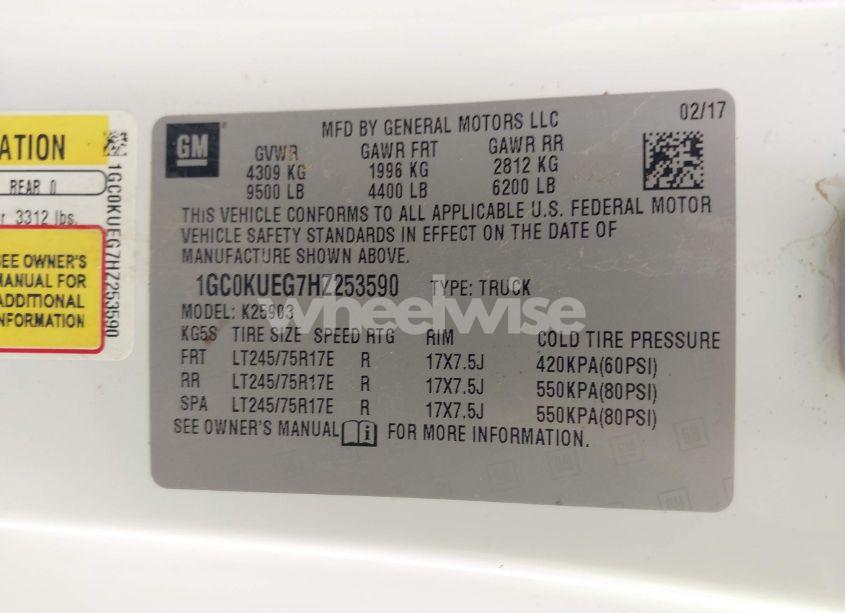 ATION
REAR 0
r 3312 lbs.
SEE OWNER'S
MANUAL FOR
ADDITIONAL
INFORMATION
1GC0KUEG7HZ253590
GM
MFD BY GENERAL MOTORS LLC
02/17
GVWR GAWR FRT GAWR RR
4309 KG 1996 KG 2812 KG
9500 LB 4400 LB 6200 LB
THIS VEHICLE CONFORMS TO ALL APPLICABLE U.S. FEDERAL MOTOR
VEHICLE SAFETY STANDARDS IN EFFECT ON THE DATE OF
MANUFACTURE SHOWN ABOVE.
1GC0KUEG7HZ253590 TYPE: TRUCK
MODEL: K25903
KG5S TIRE SIZE SPEED RTG RIM COLD TIRE PRESSURE
FRT LT245/75R17E R 17X7.5J 420KPA(60PSI)
RR LT245/75R17E R 17X7.5J 550KPA(80PSI)
SPA LT245/75R17E R 17X7.5J 550KPA(80PSI)
SEE OWNER'S MANUAL FOR MORE INFORMATION.
wheelwise
GM